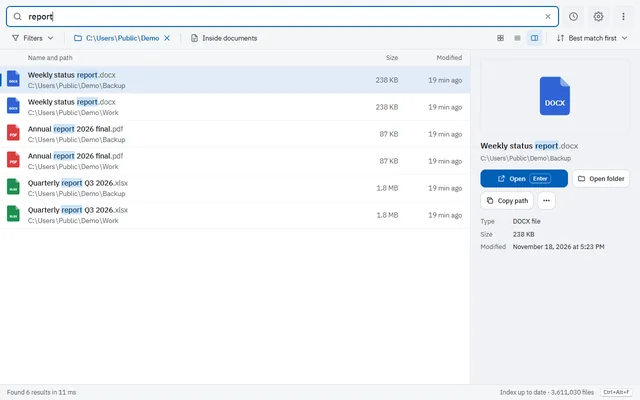 report
Filters
C:\Users\Public\Demo
Inside documents
Best match first
Name and path Size Modified
DOCX
Weekly status report.docx
C:\Users\Public\Demo\Backup
238 KB 19 min ago
DOCX
Weekly status report.docx
C:\Users\Public\Demo\Work
238 KB 19 min ago
PDF
Annual report 2026 final.pdf
C:\Users\Public\Demo\Backup
87 KB 19 min ago
PDF
Annual report 2026 final.pdf
C:\Users\Public\Demo\Work
87 KB 19 min ago
XLSX
Quarterly report Q3 2026.xlsx
C:\Users\Public\Demo\Backup
1.8 MB 19 min ago
XLSX
Quarterly report Q3 2026.xlsx
C:\Users\Public\Demo\Work
1.8 MB 19 min ago
DOCX
Weekly status report.docx
C:\Users\Public\Demo\Backup
Open Enter
Open folder
Copy path
Type DOCX file
Size 238 KB
Modified November 18, 2026 at 5:23 PM
Found 6 results in 11 ms
Index up to date · 3,611,030 files
Ctrl+Alt+F